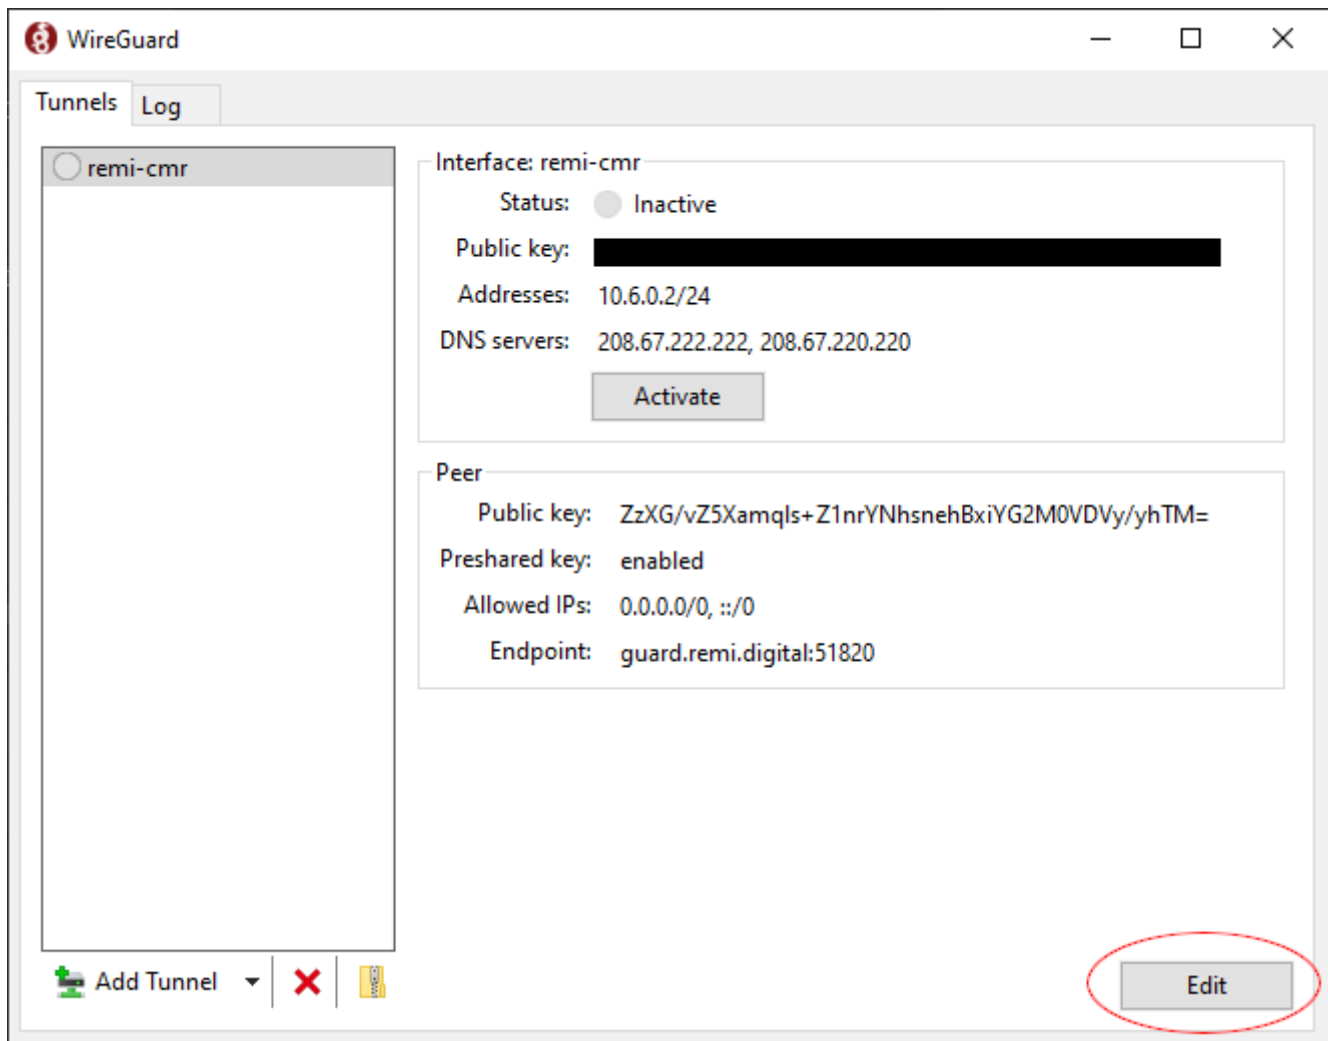 WireGuard
Tunnels
Log
remi-cmr
Interface: remi-cmr
Status: Inactive
Public key:
Addresses: 10.6.0.2/24
DNS servers: 208.67.222.222, 208.67.220.220
Activate
Peer
Public key: ZzXG/vZ5Xamqls+Z1nrYNhsnehBxiYG2M0VDVy/yhTM=
Preshared key: enabled
Allowed IPs: 0.0.0.0/0, ::/0
Endpoint: guard.remi.digital:51820
Add Tunnel
Edit